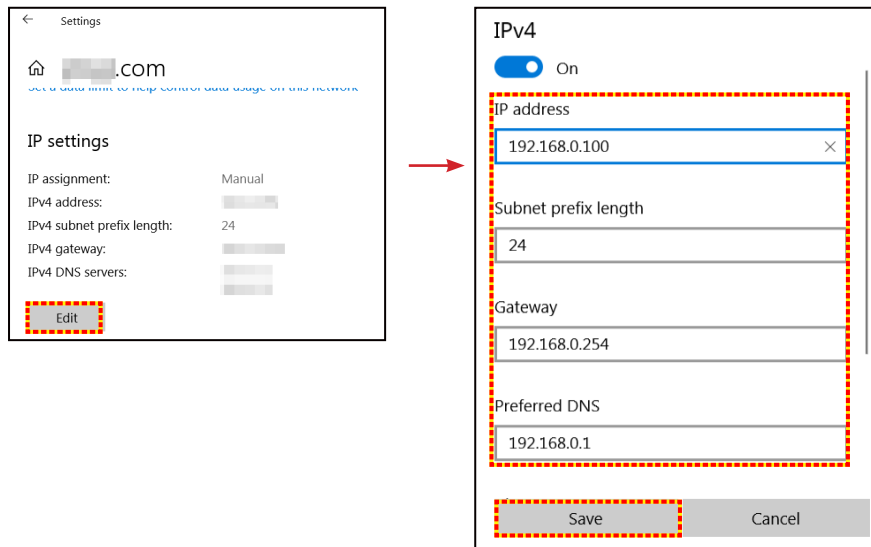 Settings
.com
Set a data limit to help control data usage on this network
IP settings
IP assignment: Manual
IPv4 address:
IPv4 subnet prefix length: 24
IPv4 gateway:
IPv4 DNS servers:
Edit
IPv4
On
IP address
192.168.0.100
Subnet prefix length
24
Gateway
192.168.0.254
Preferred DNS
192.168.0.1
Save Cancel